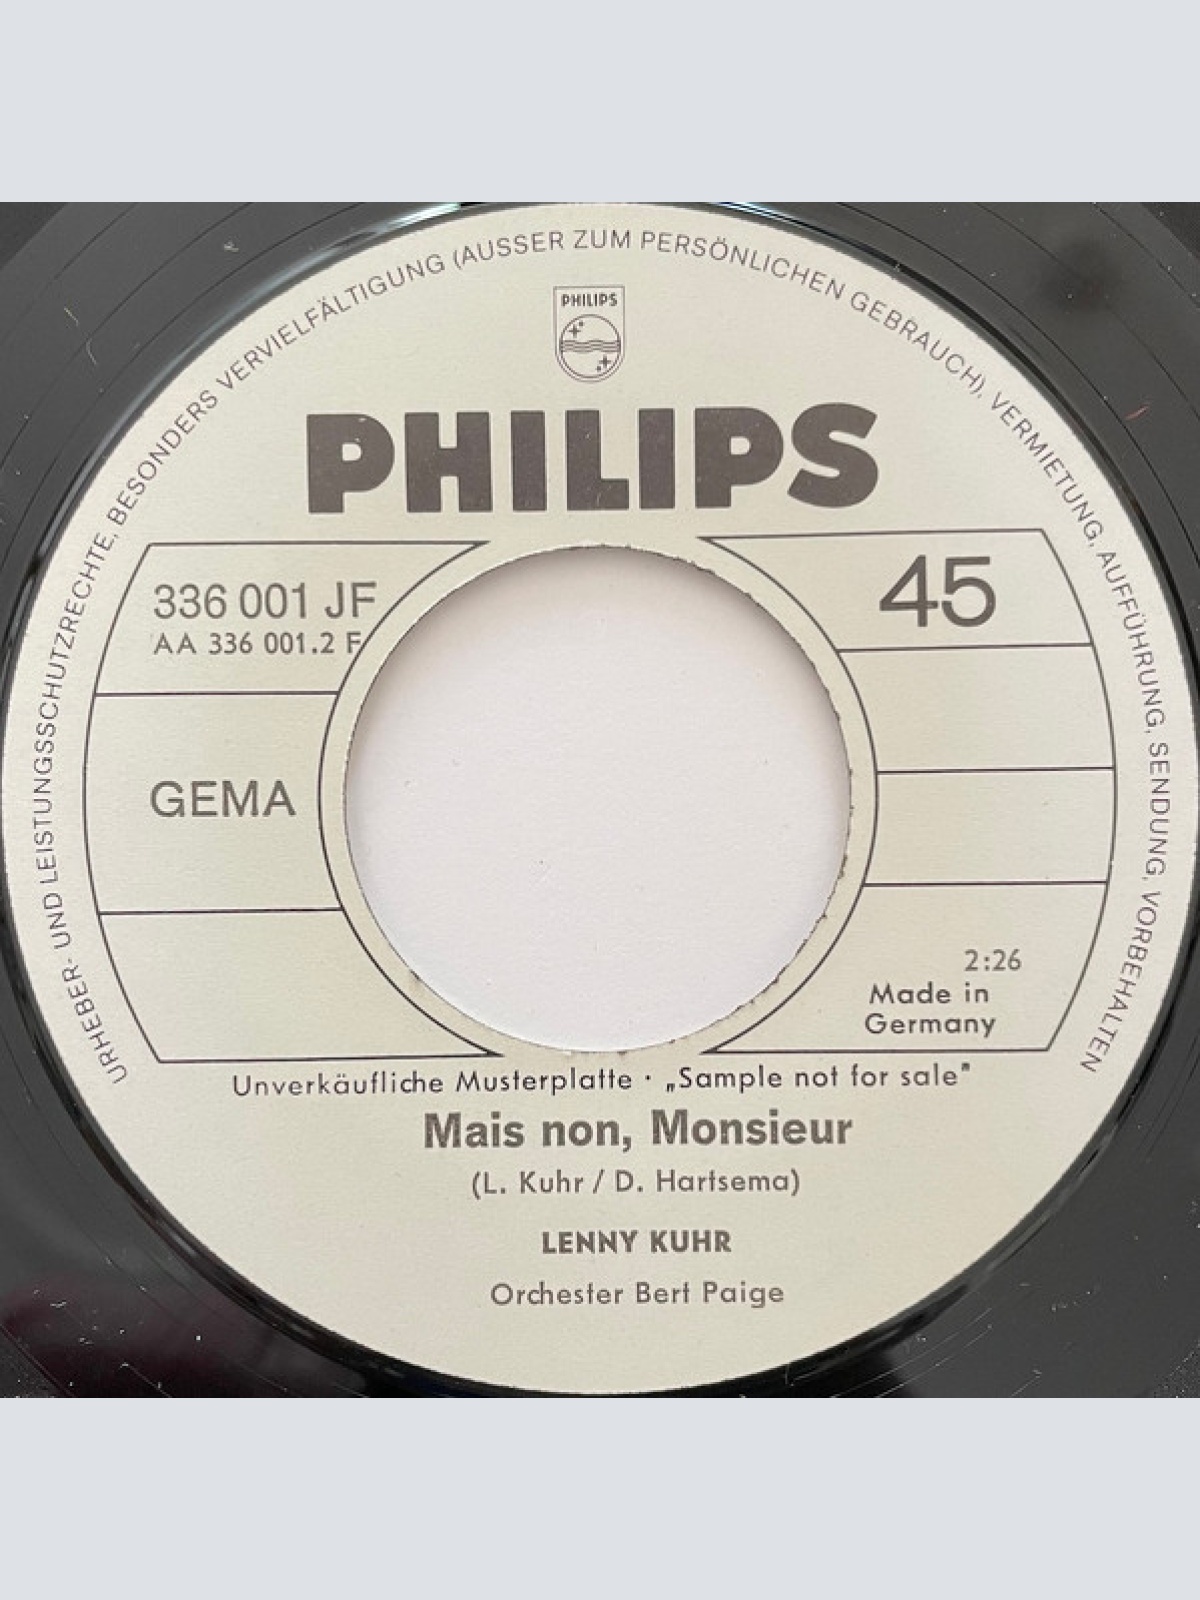 URHEBER- UND LEISTUNGSSCHUTZRECHTE, BESONDERS VERVIELFÄLTIGUNG (AUSSER ZUM PERSÖNLICHEN GEBRAUCH), VERMIETUNG, AUFFÜHRUNG, SENDUNG, VORBEHALTEN
PHILIPS
PHILIPS
336 001 JF
AA 336 001.2 F
45
GEMA
2:26
Made in
Germany
Unverkäufliche Musterplatte · „Sample not for sale"
Mais non, Monsieur
(L. Kuhr / D. Hartsema)
LENNY KUHR
Orchester Bert Paige